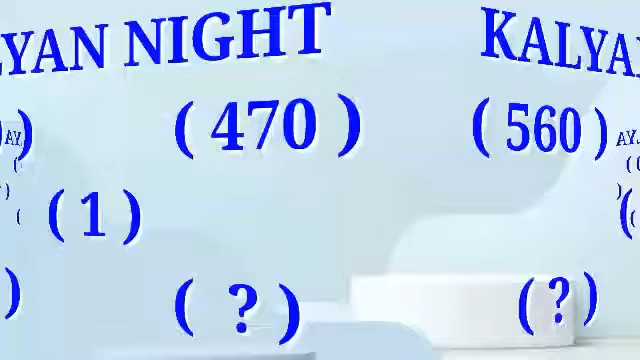 LYAN NIGHT KALYA
( 470 ) ( 560 )
( 1 )
( ? ) ( ? )